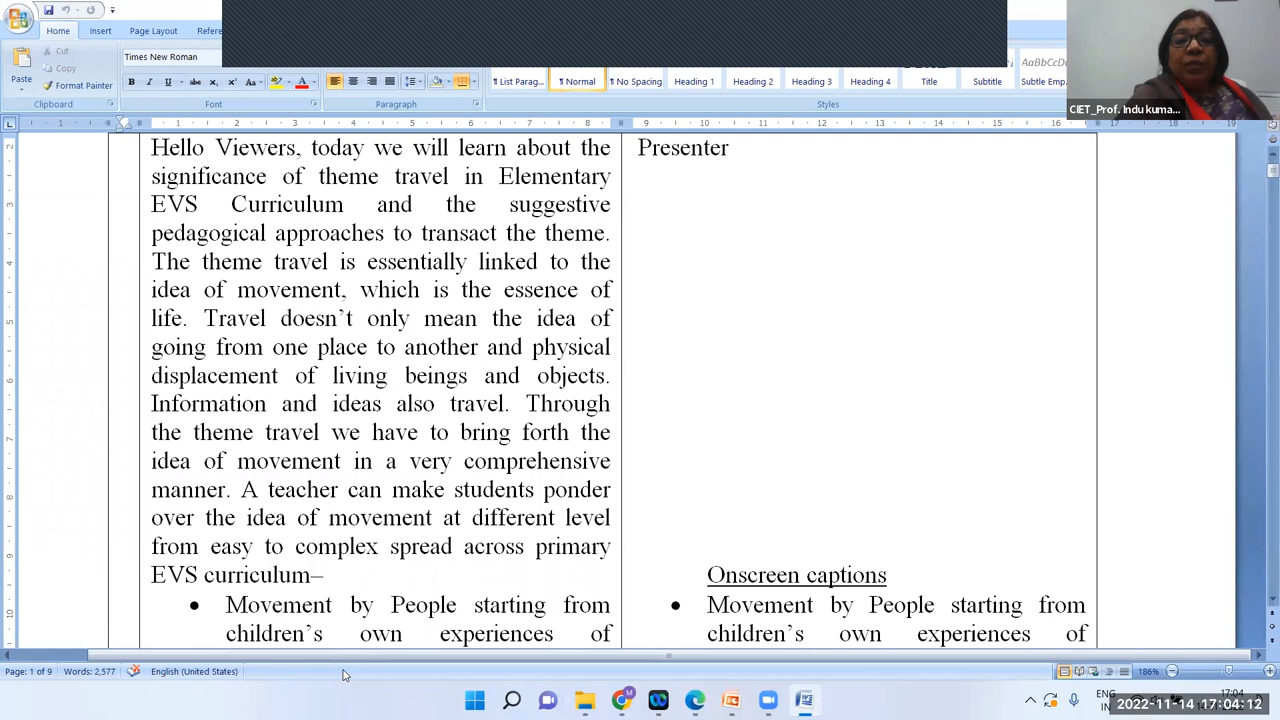 Home
Insert
Page Layout
Refere
Cut
Copy
Paste
Format Painter
Clipboard
Times New Roman
Font
Paragraph
¶ List Parag...
¶ Normal
¶ No Spacing
Heading 1
Heading 2
Heading 3
Heading 4
Title
Subtitle
Subtle Emp...
Styles
CIET_Prof. Indu kuma...
Hello Viewers, today we will learn about the
significance of theme travel in Elementary
EVS Curriculum and the suggestive
pedagogical approaches to transact the theme.
The theme travel is essentially linked to the
idea of movement, which is the essence of
life. Travel doesn’t only mean the idea of
going from one place to another and physical
displacement of living beings and objects.
Information and ideas also travel. Through
the theme travel we have to bring forth the
idea of movement in a very comprehensive
manner. A teacher can make students ponder
over the idea of movement at different level
from easy to complex spread across primary
EVS curriculum–
• Movement by People starting from
children’s own experiences of
Presenter
Onscreen captions
• Movement by People starting from
children’s own experiences of
Page: 1 of 9
Words: 2,577
English (United States)
186%
ENG
IN
17:04
2022-11-14 17:04:12